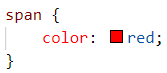 span {
    color: red;
}